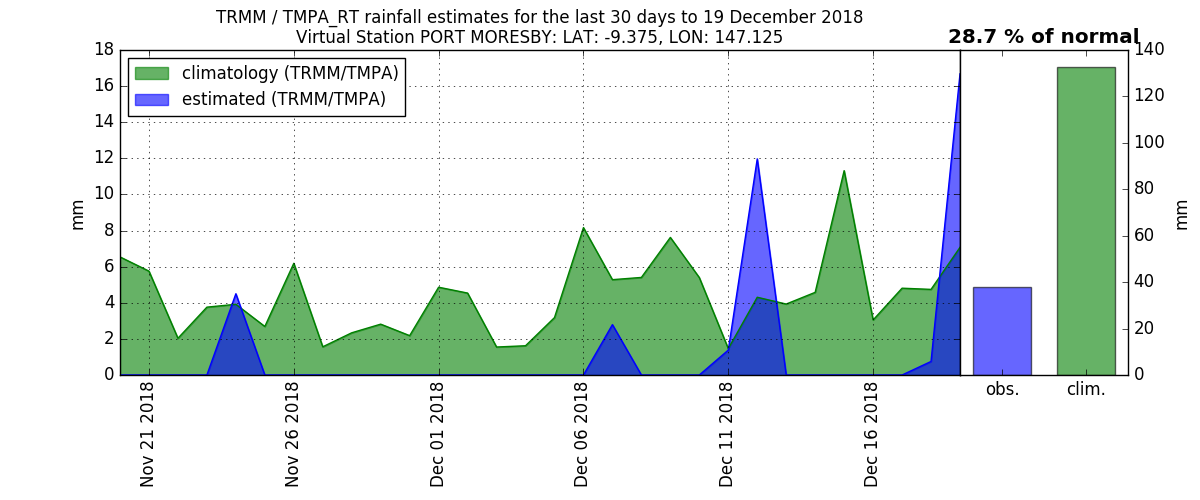 TRMM / TMPA_RT rainfall estimates for the last 30 days to 19 December 2018
Virtual Station PORT MORESBY: LAT: -9.375, LON: 147.125
28.7 % of normal
climatology (TRMM/TMPA)
estimated (TRMM/TMPA)
18
16
14
12
10
8
6
4
2
0
mm
140
120
100
80
60
40
20
0
mm
Nov 21 2018
Nov 26 2018
Dec 01 2018
Dec 06 2018
Dec 11 2018
Dec 16 2018
obs.
clim.